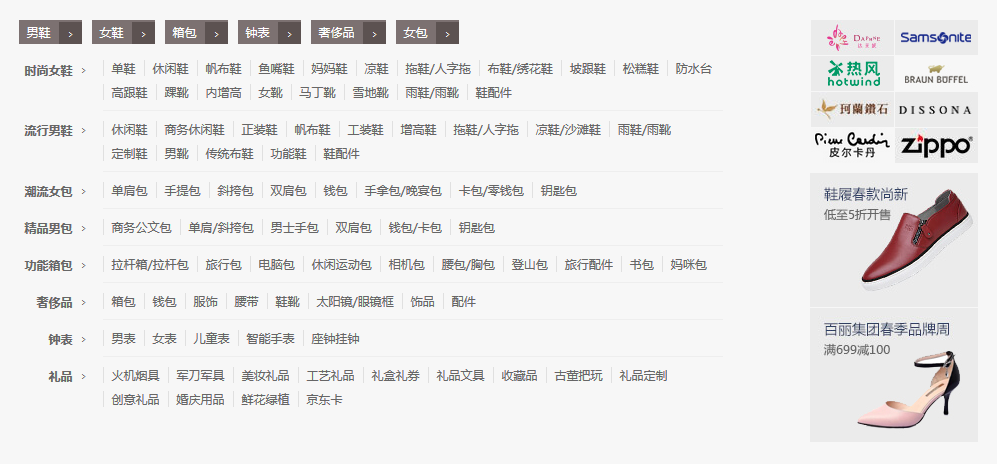 男鞋 > 女鞋 > 箱包 > 钟表 > 奢侈品 > 女包 >
时尚女鞋 > 单鞋 休闲鞋 帆布鞋 鱼嘴鞋 妈妈鞋 凉鞋 拖鞋/人字拖 布鞋/绣花鞋 坡跟鞋 松糕鞋 防水台
高跟鞋 踝靴 内增高 女靴 马丁靴 雪地靴 雨鞋/雨靴 鞋配件
流行男鞋 > 休闲鞋 商务休闲鞋 正装鞋 帆布鞋 工装鞋 增高鞋 拖鞋/人字拖 凉鞋/沙滩鞋 雨鞋/雨靴
定制鞋 男靴 传统布鞋 功能鞋 鞋配件
潮流女包 > 单肩包 手提包 斜挎包 双肩包 钱包 手拿包/晚宴包 卡包/零钱包 钥匙包
精品男包 > 商务公文包 单肩/斜挎包 男士手包 双肩包 钱包/卡包 钥匙包
功能箱包 > 拉杆箱/拉杆包 旅行包 电脑包 休闲运动包 相机包 腰包/胸包 登山包 旅行配件 书包 妈咪包
奢侈品 > 箱包 钱包 服饰 腰带 鞋靴 太阳镜/眼镜框 饰品 配件
钟表 > 男表 女表 儿童表 智能手表 座钟挂钟
礼品 > 火机烟具 军刀军具 美妆礼品 工艺礼品 礼盒礼券 礼品文具 收藏品 古董把玩 礼品定制
创意礼品 婚庆用品 鲜花绿植 京东卡
DAPHNE
达芙妮
Samsonite
热风
hotwind
BRAUN BÜFFEL
珂蘭鑽石
DISSONA
Pierre Cardin
皮尔卡丹
zippo
鞋履春款尚新
低至5折开售
百丽集团春季品牌周
满699减100